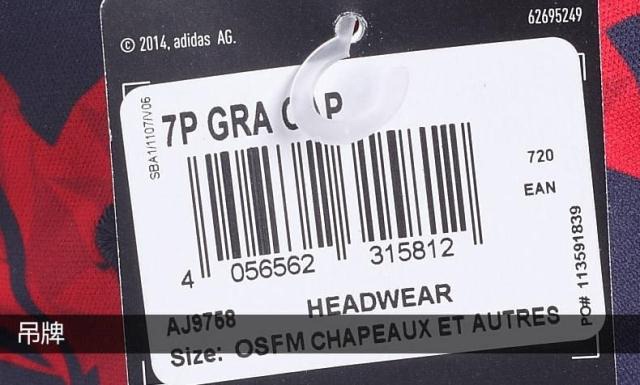 © 2014, adidas AG.
62695249
SBA1/1107/V06
7P GRA CAP
720
EAN
4 056562 315812
PO# 113591839
HEADWEAR
AJ9768
Size: OSFM CHAPEAUX ET AUTRES
吊牌